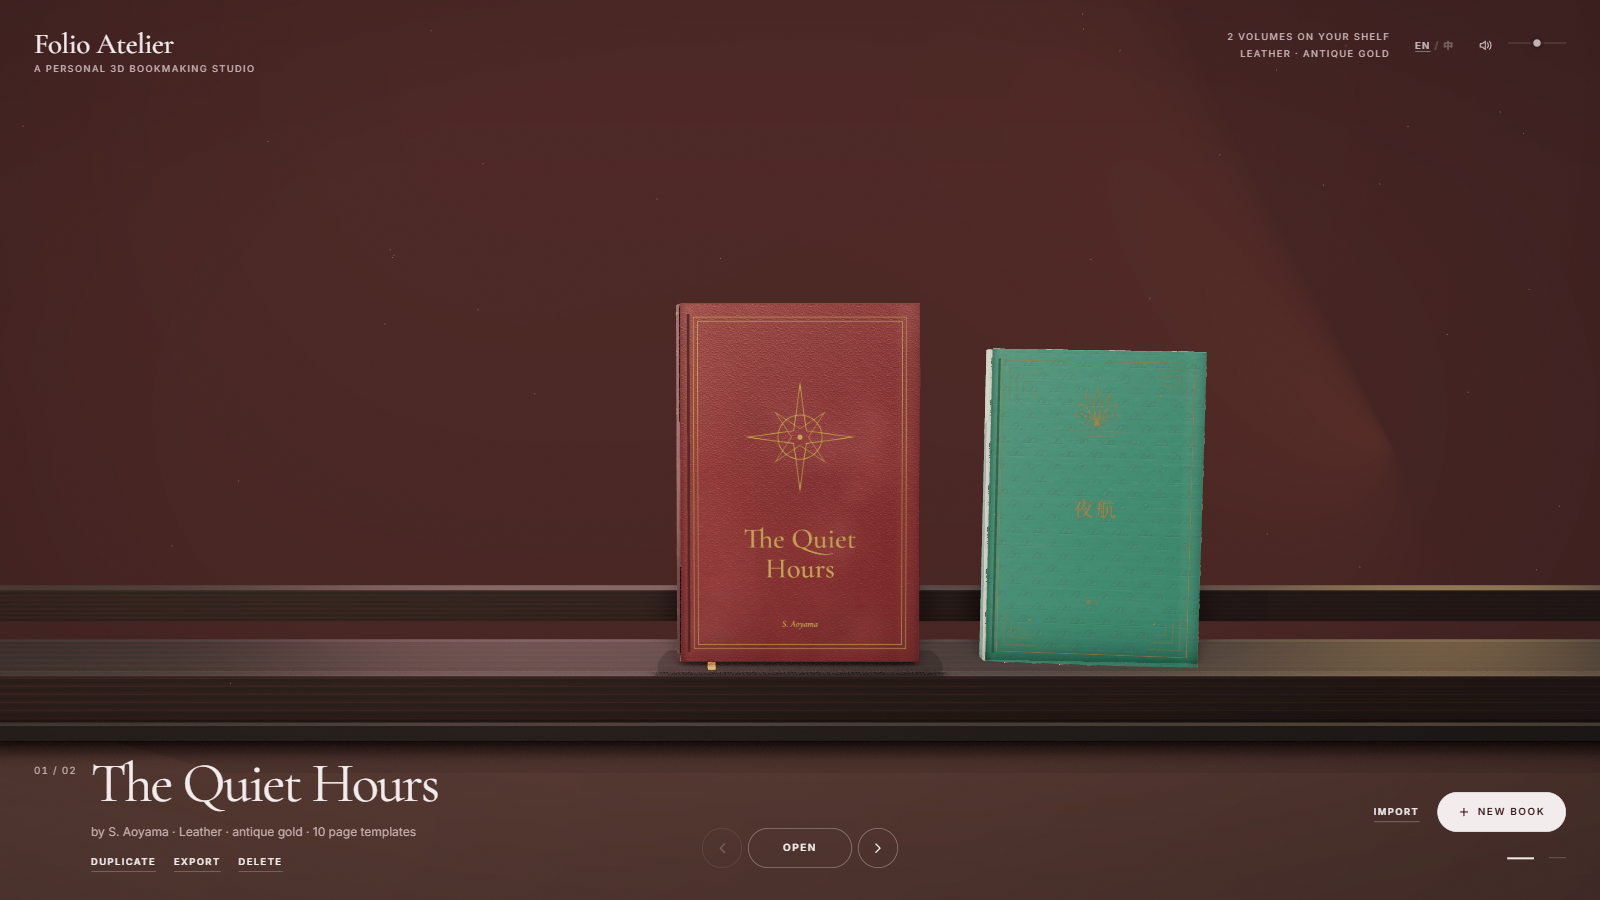 Folio Atelier
A PERSONAL 3D BOOKMAKING STUDIO
2 VOLUMES ON YOUR SHELF
LEATHER · ANTIQUE GOLD
EN / 中
The Quiet
Hours
S. Aoyama
夜航
01 / 02
The Quiet Hours
by S. Aoyama · Leather · antique gold · 10 page templates
DUPLICATE EXPORT DELETE
OPEN
IMPORT
+ NEW BOOK